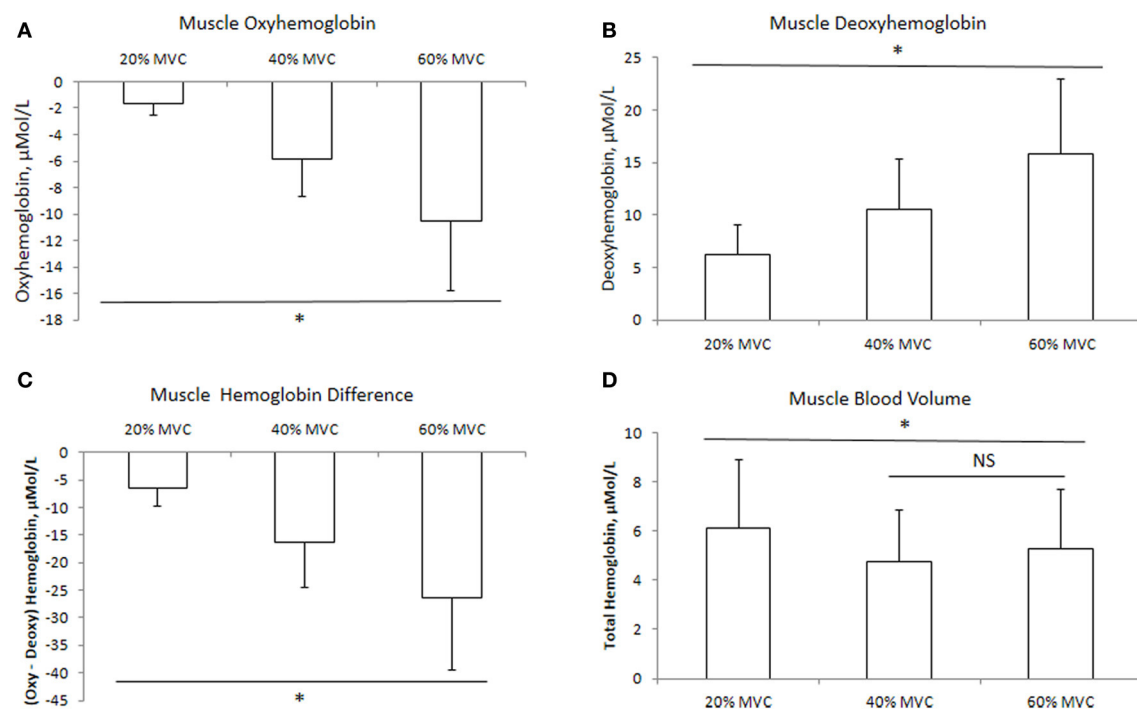 A
Muscle Oxyhemoglobin
20% MVC 40% MVC 60% MVC
Oxyhemoglobin, µMol/L
0
-2
-4
-6
-8
-10
-12
-14
-16
-18
*
B
Muscle Deoxyhemoglobin
*
Deoxyhemoglobin, µMol/L
25
20
15
10
5
0
20% MVC 40% MVC 60% MVC
C
Muscle Hemoglobin Difference
20% MVC 40% MVC 60% MVC
(Oxy - Deoxy) Hemoglobin, µMol/L
0
-5
-10
-15
-20
-25
-30
-35
-40
-45
*
D
Muscle Blood Volume
*
NS
Total Hemoglobin, µMol/L
10
8
6
4
2
0
20% MVC 40% MVC 60% MVC